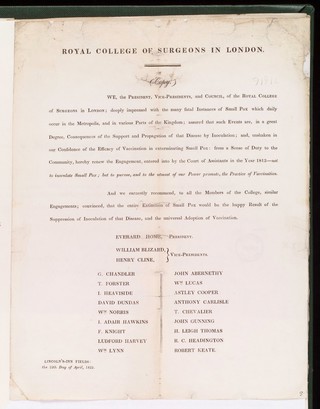 ROYAL COLLEGE OF SURGEONS IN LONDON.
(Copy)
WE, the PRESIDENT, VICE-PRESIDENTS, and COUNCIL, of the ROYAL COLLEGE
of SURGEONS in LONDON; deeply impressed with the many fatal Instances of Small Pox which daily
occur in the Metropolis, and in various Parts of the Kingdom; assured that such Events are, in a great
Degree, Consequences of the Support and Propagation of that Disease by Inoculation; and, unshaken in
our Confidence of the Efficacy of Vaccination in exterminating Small Pox: from a Sense of Duty to the
Community, hereby renew the Engagement, entered into by the Court of Assistants in the Year 1813—not
to inoculate Small Pox; but to pursue, and to the utmost of our Power promote, the Practice of Vaccination.
And we earnestly recommend, to all the Members of the College, similar
Engagements; convinced, that the entire Extinction of Small Pox would be the happy Result of the
Suppression of Inoculation of that Disease, and the universal Adoption of Vaccination.
EVERARD HOME, PRESIDENT.
WILLIAM BLIZARD,
HENRY CLINE,
} VICE-PRESIDENTS.
C. CHANDLER
T. FORSTER
J. HEAVISIDE
DAVID DUNDAS
Wm NORRIS
J. ADAIR HAWKINS
F. KNIGHT
LUDFORD HARVEY
Wm LYNN
JOHN ABERNETHY
Wm LUCAS
ASTLEY COOPER
ANTHONY CARLISLE
T. CHEVALIER
JOHN GUNNING
H. LEIGH THOMAS
R. C. HEADINGTON
ROBERT KEATE.
LINCOLN'S-INN FIELDS:
the Day of April,